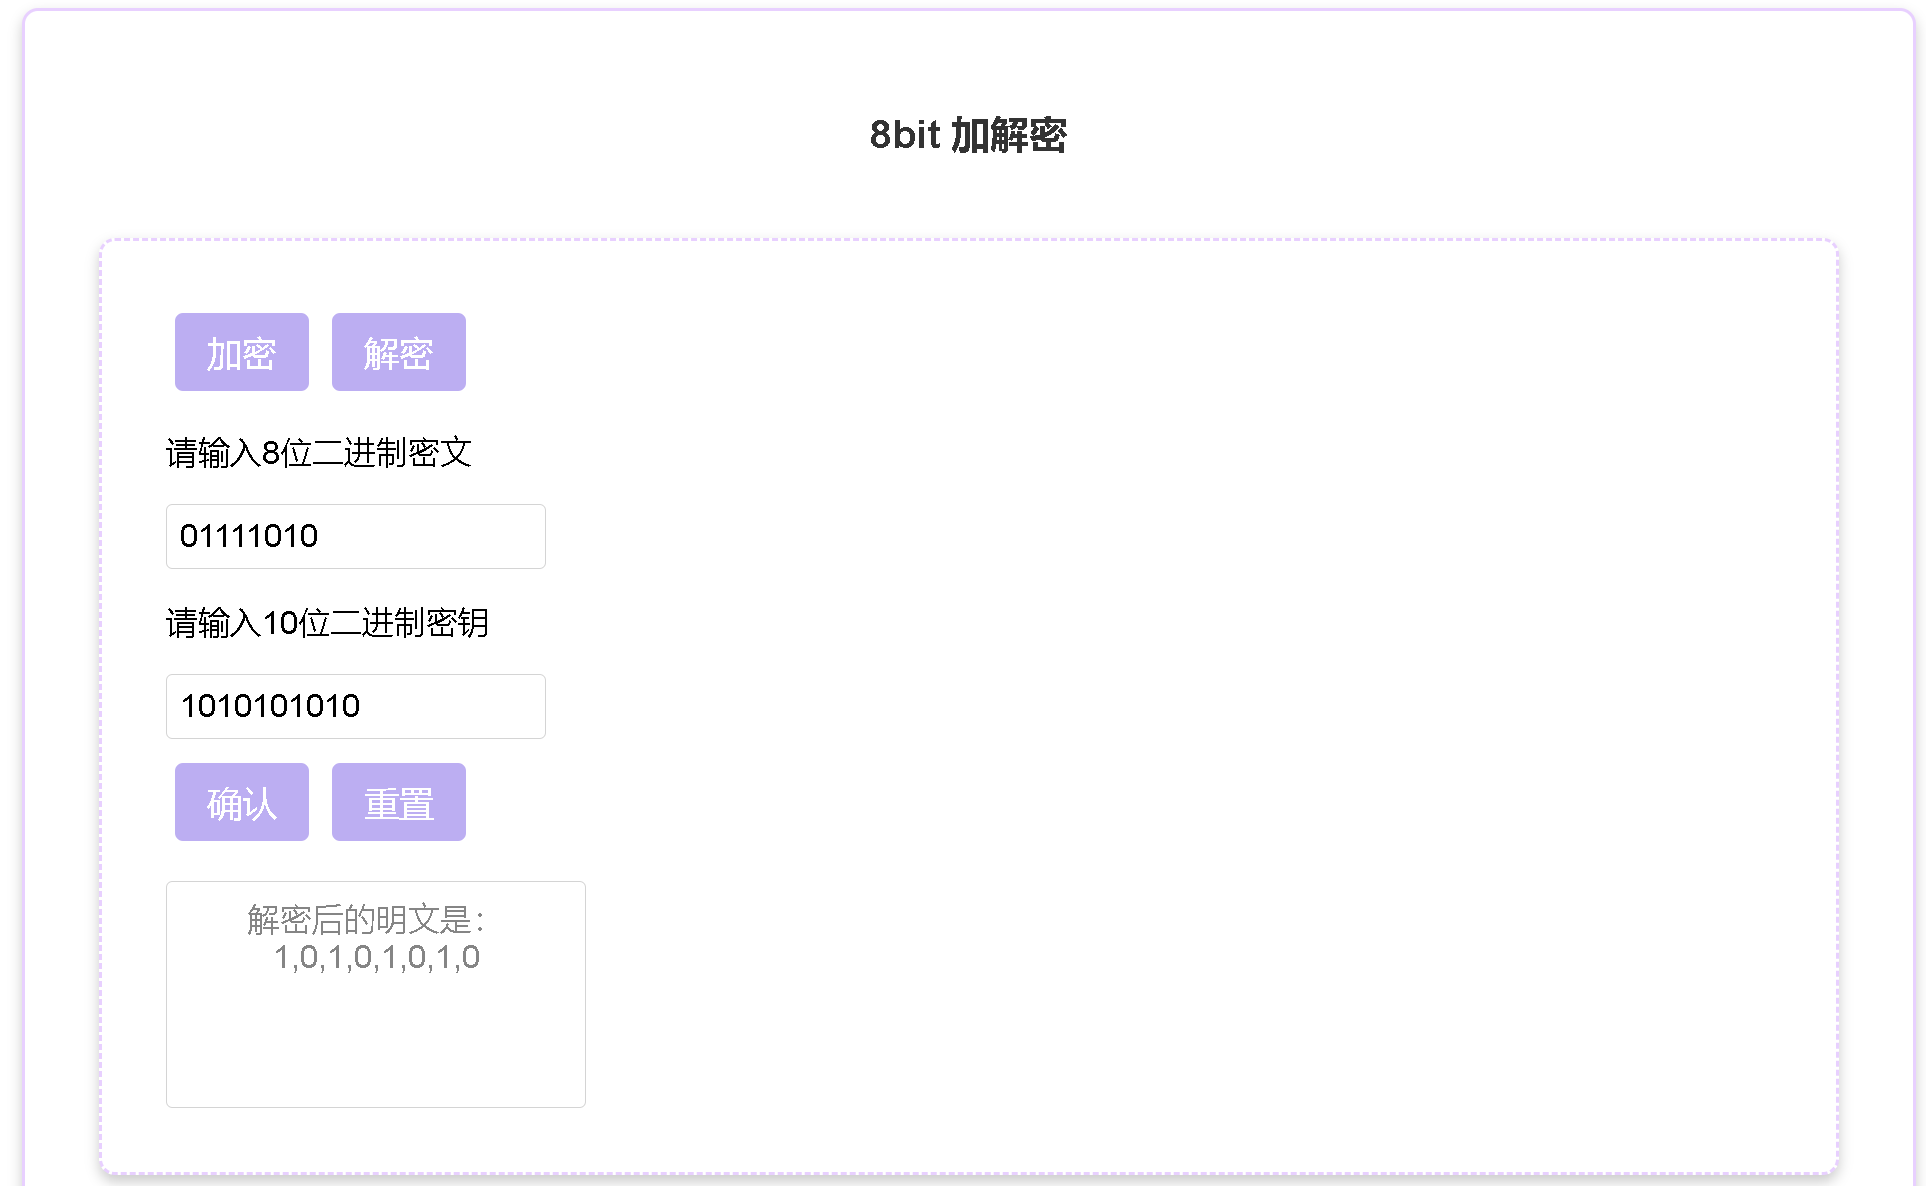 8bit 加解密
加密 解密
请输入8位二进制密文
01111010
请输入10位二进制密钥
1010101010
确认 重置
解密后的明文是：
1,0,1,0,1,0,1,0